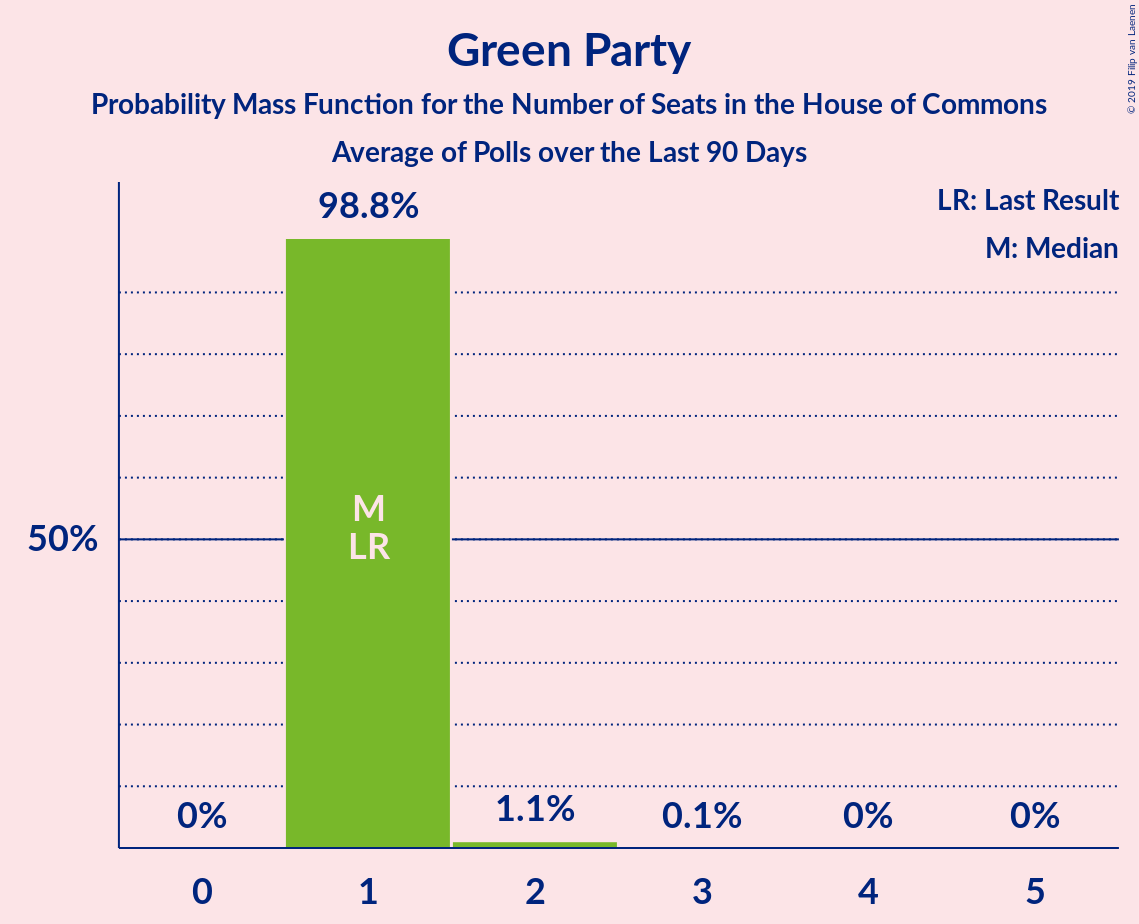 Green Party
Probability Mass Function for the Number of Seats in the House of Commons
Average of Polls over the Last 90 Days
© 2019 Filip van Laenen
LR: Last Result
M: Median
98.8%
M
LR
50%
0%
1.1%
0.1%
0%
0%
0
1
2
3
4
5